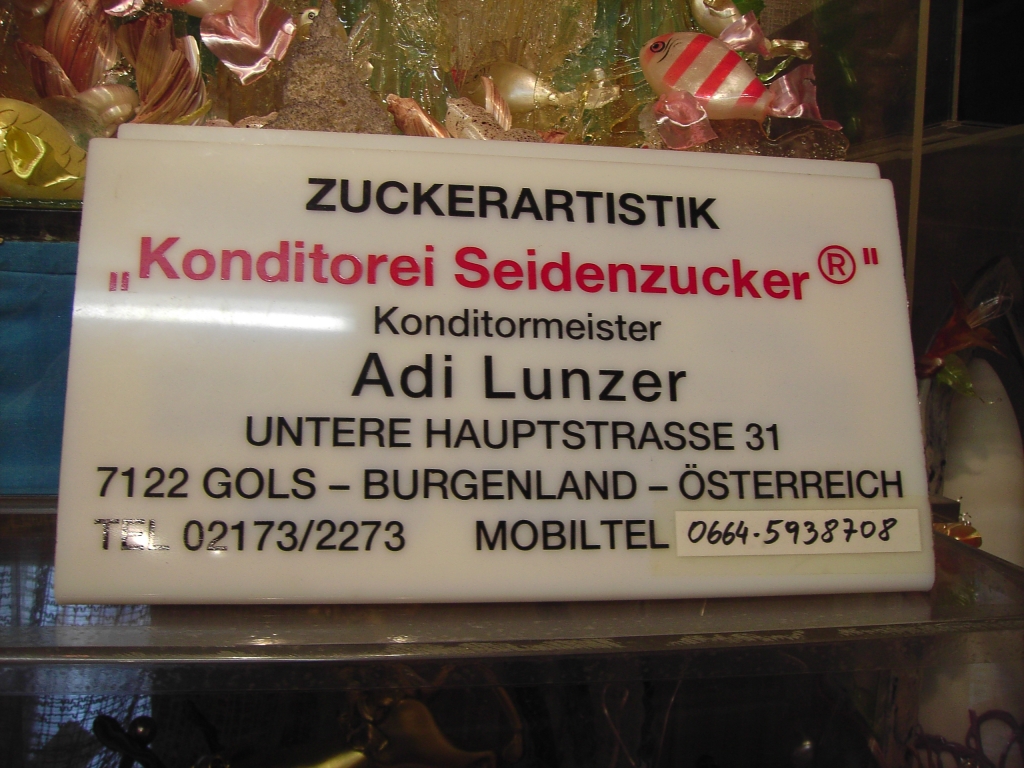 ZUCKERARTISTIK
„Konditorei Seidenzucker®"
Konditormeister
Adi Lunzer
UNTERE HAUPTSTRASSE 31
7122 GOLS – BURGENLAND – ÖSTERREICH
TEL 02173/2273 MOBILTEL 0664·5938708